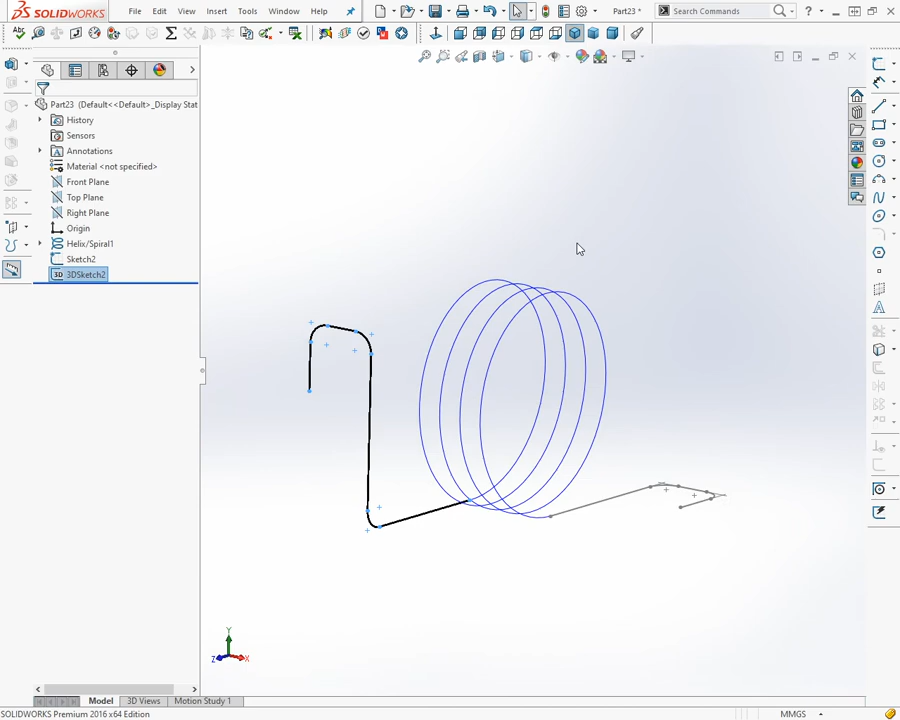 SOLIDWORKS File Edit View Insert Tools Window Help Part23 * Search Commands
Part23 (Default<<Default>_Display Stat
History
Sensors
Annotations
Material <not specified>
Front Plane
Top Plane
Right Plane
Origin
Helix/Spiral1
Sketch2
3D 3DSketch2
Y
Z
X
Model 3D Views Motion Study 1
SOLIDWORKS Premium 2016 x64 Edition MMGS